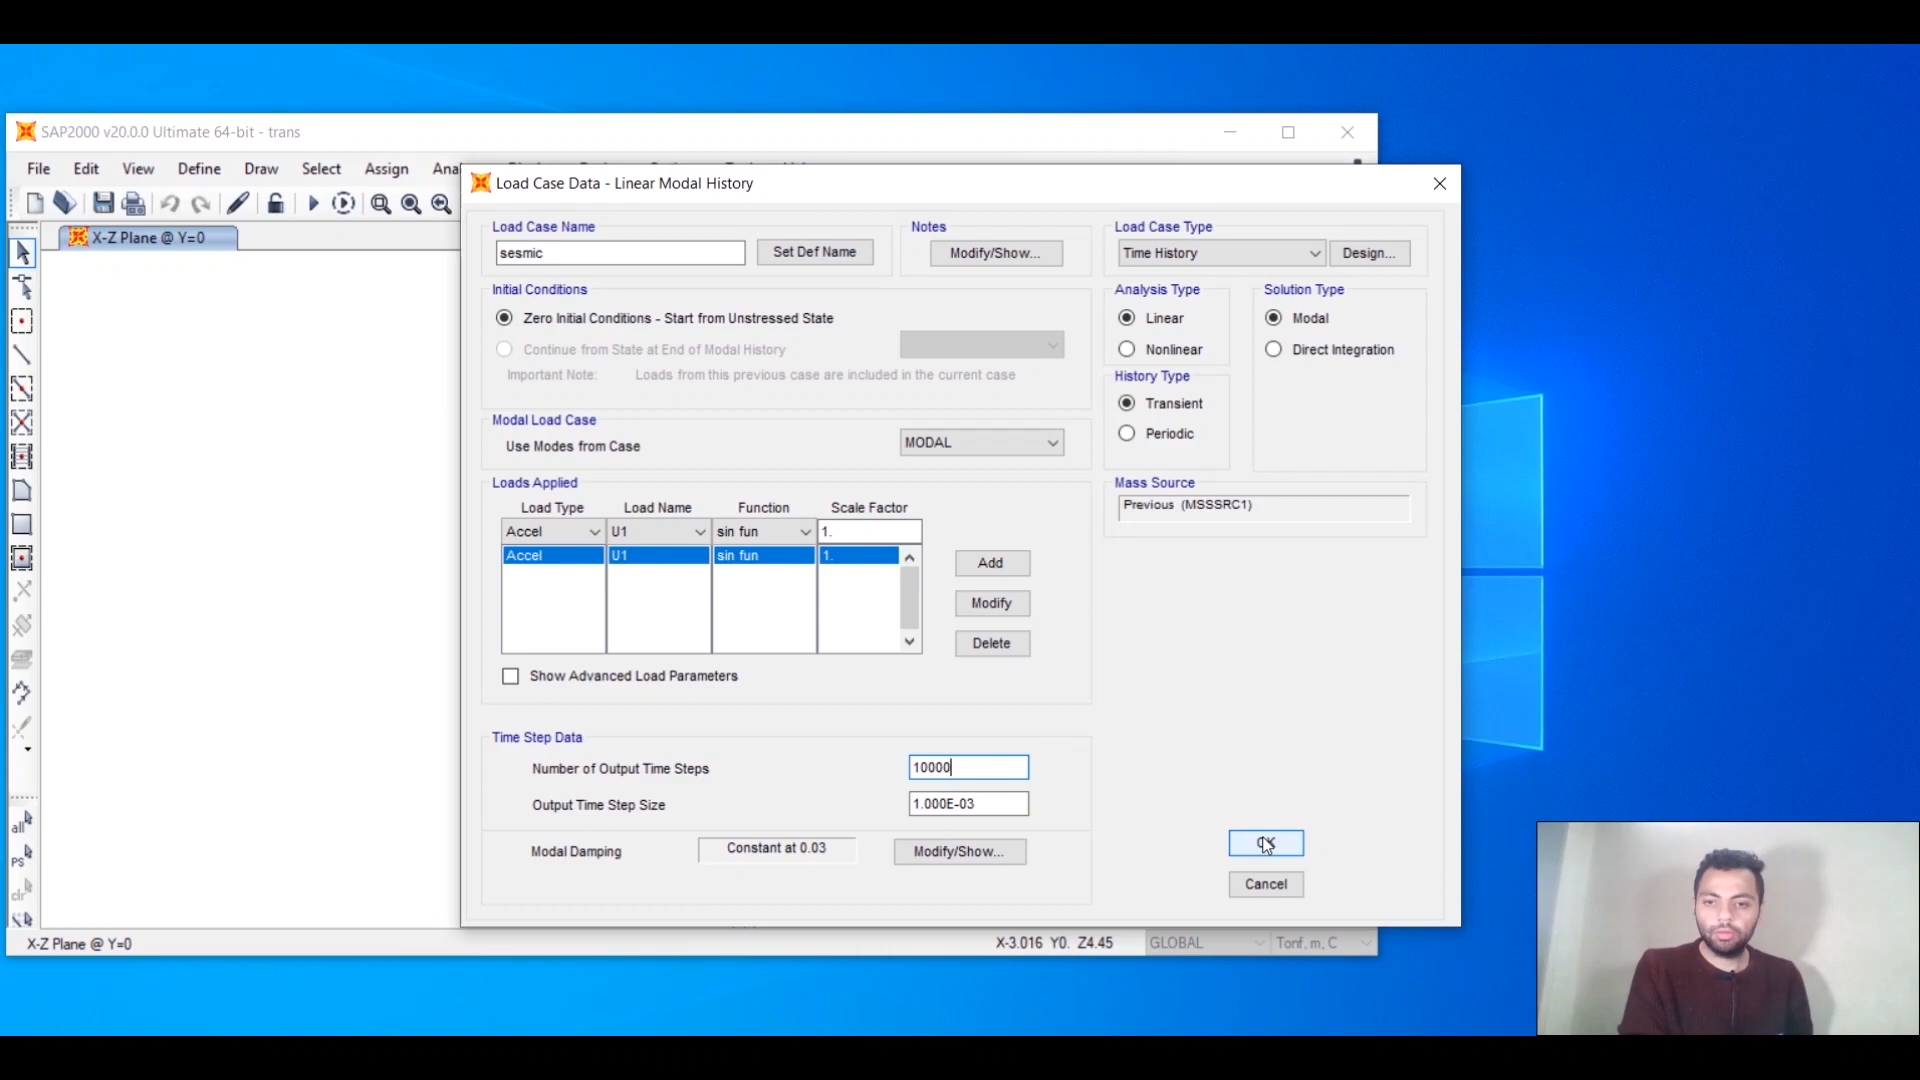 SAP2000 v20.0.0 Ultimate 64-bit - trans
File Edit View Define Draw Select Assign
X-Z Plane @ Y=0
Load Case Data - Linear Modal History
Load Case Name
sesmic
Set Def Name
Notes
Modify/Show...
Load Case Type
Time History
Design...
Initial Conditions
Zero Initial Conditions - Start from Unstressed State
Continue from State at End of Modal History
Important Note: Loads from this previous case are included in the current case
Analysis Type
Linear
Nonlinear
Solution Type
Modal
Direct Integration
History Type
Transient
Periodic
Modal Load Case
Use Modes from Case
MODAL
Mass Source
Previous (MSSSRC1)
Loads Applied
Load Type Load Name Function Scale Factor
Accel U1 sin fun 1.
Accel U1 sin fun 1.
Add
Modify
Delete
Show Advanced Load Parameters
Time Step Data
Number of Output Time Steps 10000
Output Time Step Size 1.000E-03
Modal Damping Constant at 0.03 Modify/Show...
OK
Cancel
all
PS
clr
X-Z Plane @ Y=0
X-3.016 Y0. Z4.45
GLOBAL
Tonf, m, C